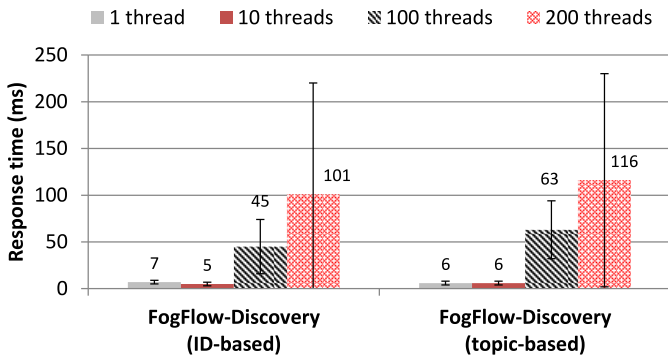 1 thread 10 threads 100 threads 200 threads
Response time (ms)
250
200
150
100
50
0
7 5 45 101
6 6 63 116
FogFlow-Discovery
(ID-based)
FogFlow-Discovery
(topic-based)